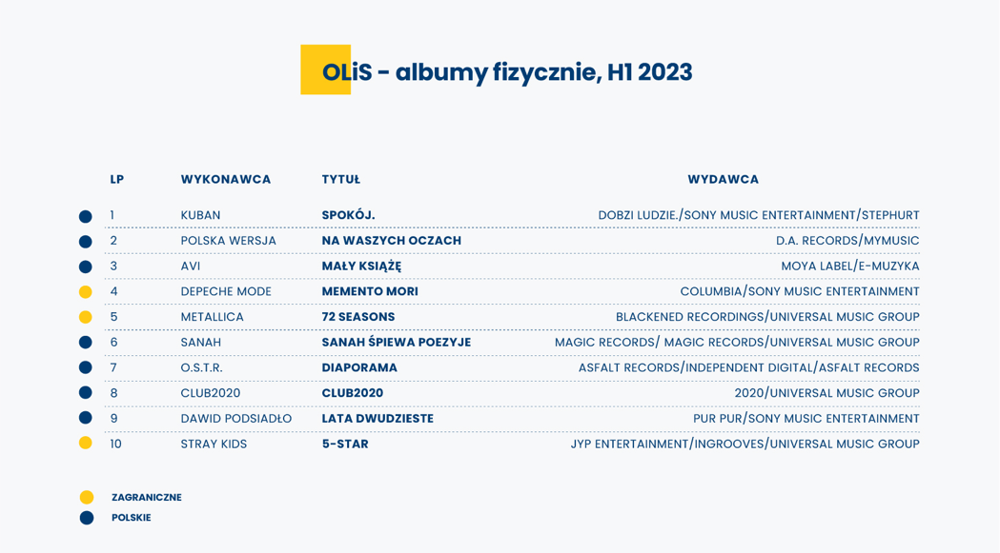 OLiS - albumy fizycznie, H1 2023
LP WYKONAWCA TYTUŁ WYDAWCA
1 KUBAN SPOKÓJ. DOBZI LUDZIE./SONY MUSIC ENTERTAINMENT/STEPHURT
2 POLSKA WERSJA NA WASZYCH OCZACH D.A. RECORDS/MYMUSIC
3 AVI MAŁY KSIĄŻĘ MOYA LABEL/E-MUZYKA
4 DEPECHE MODE MEMENTO MORI COLUMBIA/SONY MUSIC ENTERTAINMENT
5 METALLICA 72 SEASONS BLACKENED RECORDINGS/UNIVERSAL MUSIC GROUP
6 SANAH SANAH ŚPIEWA POEZYJE MAGIC RECORDS/ MAGIC RECORDS/UNIVERSAL MUSIC GROUP
7 O.S.T.R. DIAPORAMA ASFALT RECORDS/INDEPENDENT DIGITAL/ASFALT RECORDS
8 CLUB2020 CLUB2020 2020/UNIVERSAL MUSIC GROUP
9 DAWID PODSIADŁO LATA DWUDZIESTE PUR PUR/SONY MUSIC ENTERTAINMENT
10 STRAY KIDS 5-STAR JYP ENTERTAINMENT/INGROOVES/UNIVERSAL MUSIC GROUP
ZAGRANICZNE
POLSKIE